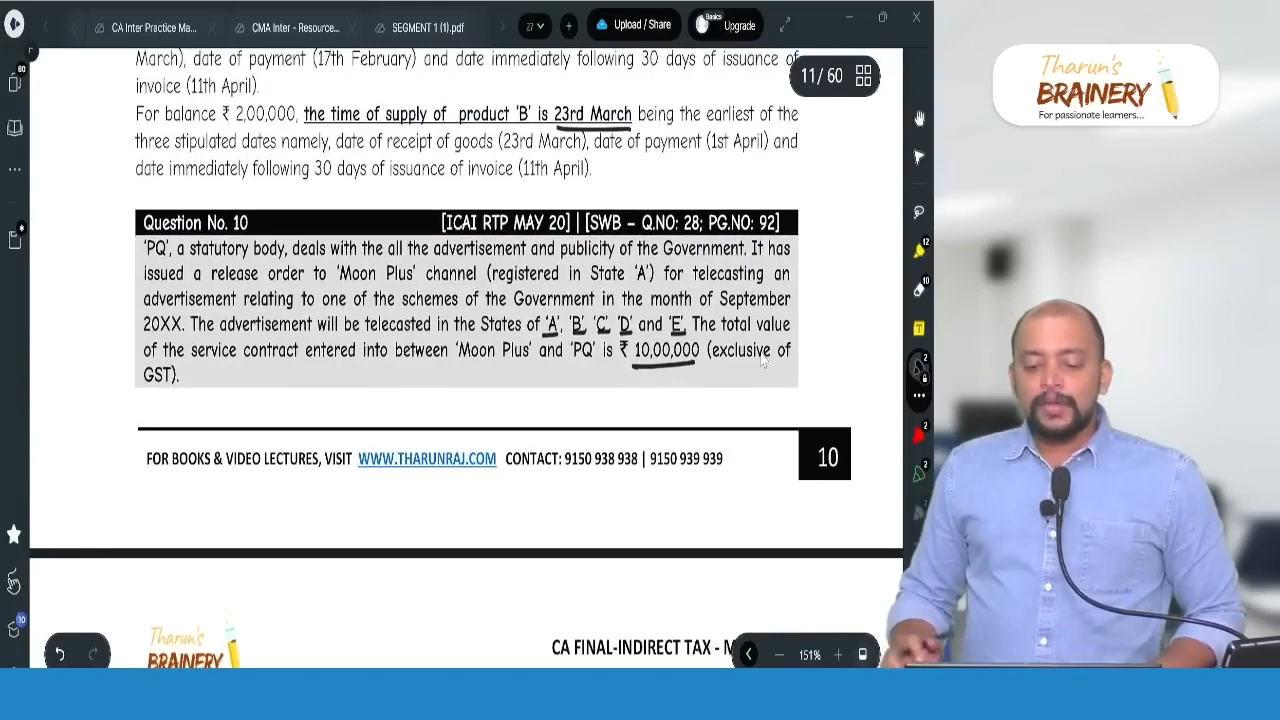 CA Inter Practice Ma...
CMA Inter - Resource...
SEGMENT 1 (1).pdf
27
Upload / Share
Basics
Upgrade
March), date of payment (17th February) and date immediately following 30 days of issuance of
invoice (11th April).
11/60
For balance ₹ 2,00,000, the time of supply of product ‘B’ is 23rd March being the earliest of the
three stipulated dates namely, date of receipt of goods (23rd March), date of payment (1st April) and
date immediately following 30 days of issuance of invoice (11th April).
Question No. 10 [ICAI RTP MAY 20] | [SWB – Q.NO: 28; PG.NO: 92]
‘PQ’, a statutory body, deals with the all the advertisement and publicity of the Government. It has
issued a release order to ‘Moon Plus’ channel (registered in State ‘A’) for telecasting an
advertisement relating to one of the schemes of the Government in the month of September
20XX. The advertisement will be telecasted in the States of ‘A’, ‘B’, ‘C’, ‘D’ and ‘E’. The total value
of the service contract entered into between ‘Moon Plus’ and ‘PQ’ is ₹ 10,00,000 (exclusive of
GST).
FOR BOOKS & VIDEO LECTURES, VISIT WWW.THARUNRAJ.COM CONTACT: 9150 938 938 | 9150 939 939
10
Tharun's
BRAINERY
CA FINAL-INDIRECT TAX - M
151%
Tharun's
BRAINERY
For passionate learners...
80
12
10
T
2
2
2
10